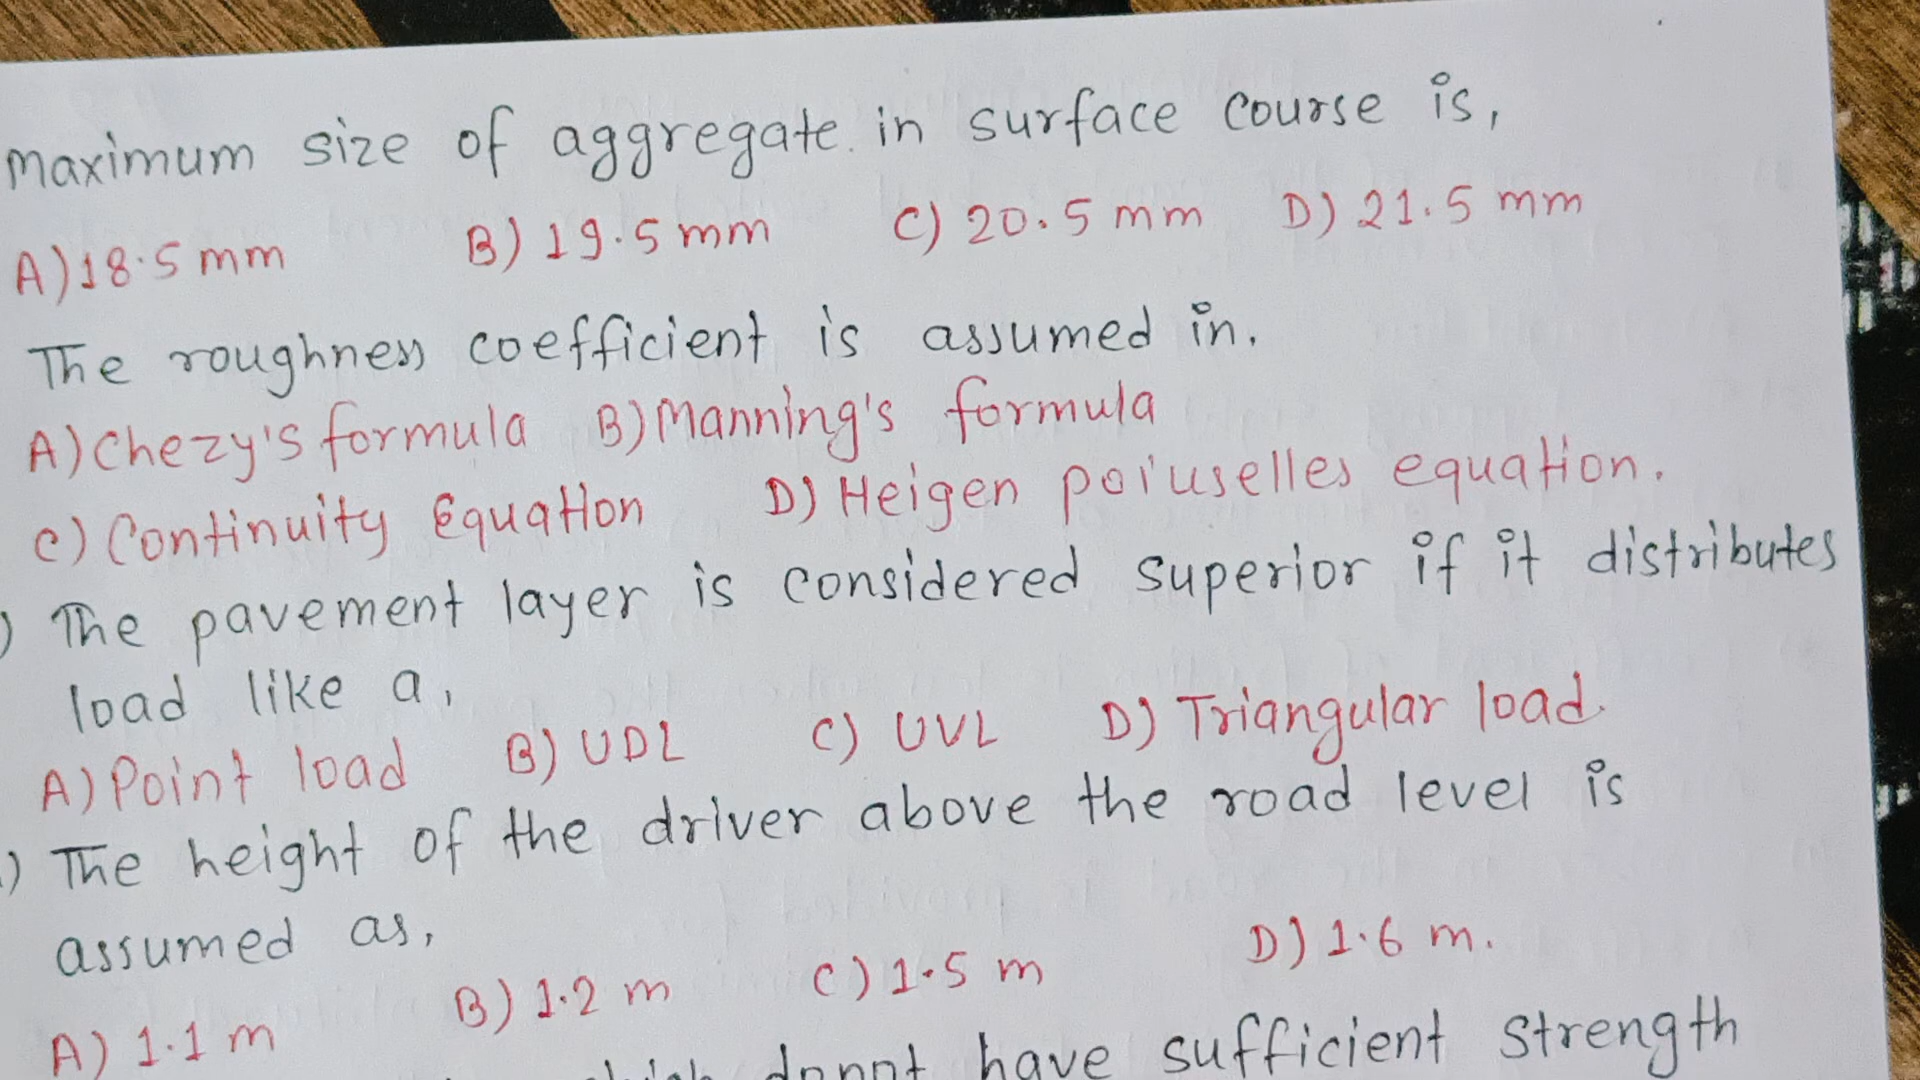 Maximum size of aggregate in surface course is,
A) 18.5 mm B) 19.5 mm C) 20.5 mm D) 21.5 mm
The roughness coefficient is assumed in.
A) Chezy's formula B) Manning's formula
C) Continuity Equation D) Heigen poiuselles equation.
) The pavement layer is considered superior if it distributes
load like a,
A) Point load B) UDL C) UVL D) Triangular load.
) The height of the driver above the road level is
assumed as,
A) 1.1 m B) 1.2 m C) 1.5 m D) 1.6 m.
which donot have sufficient strength